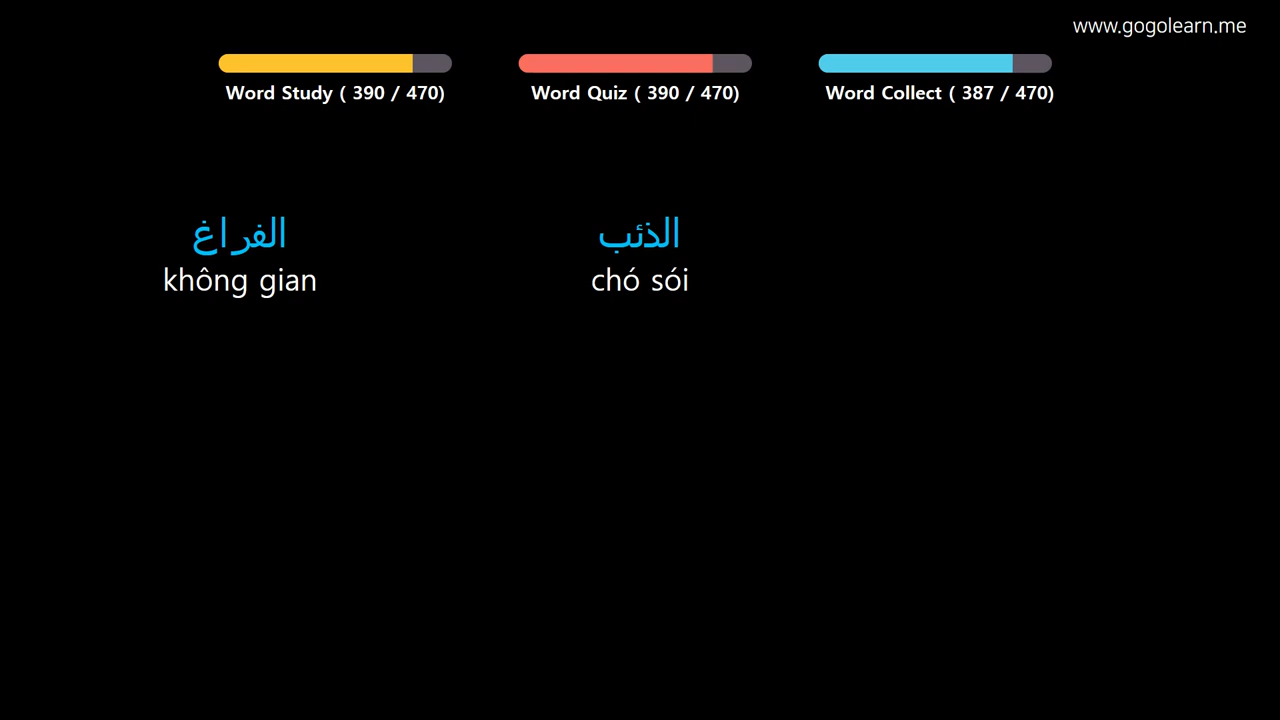 www.gogolearn.me
Word Study ( 390 / 470)
Word Quiz ( 390 / 470)
Word Collect ( 387 / 470)
الفراغ
không gian
الذئب
chó sói